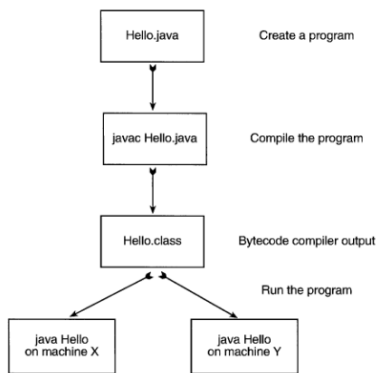 Hello.java
Create a program
javac Hello.java
Compile the program
Hello.class
Bytecode compiler output
Run the program
java Hello
on machine X
java Hello
on machine Y